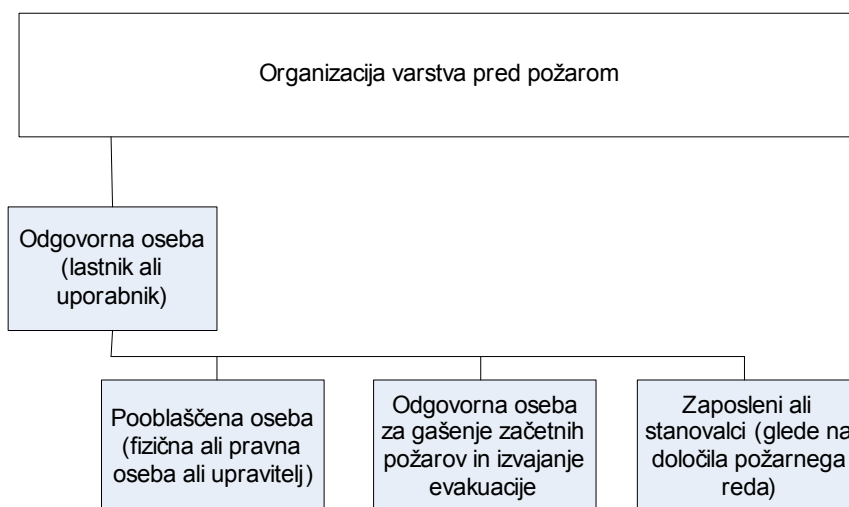 Organizacija varstva pred požarom
Odgovorna oseba
(lastnik ali
uporabnik)
Pooblaščena oseba
(fizična ali pravna
oseba ali upravitelj)
Odgovorna oseba
za gašenje začetnih
požarov in izvajanje
evakuacije
Zaposleni ali
stanovalci (glede na
določila požarnega
reda)